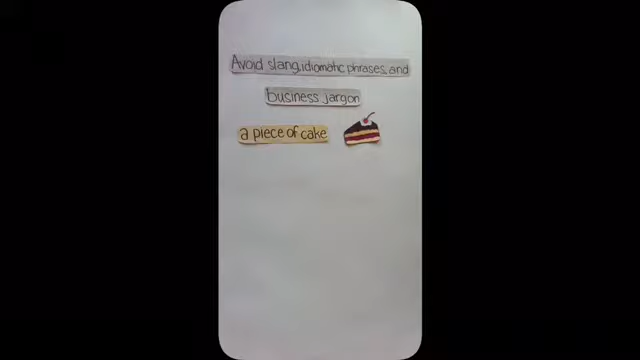 Avoid slang, idiomatic phrases, and
business jargon
a piece of cake